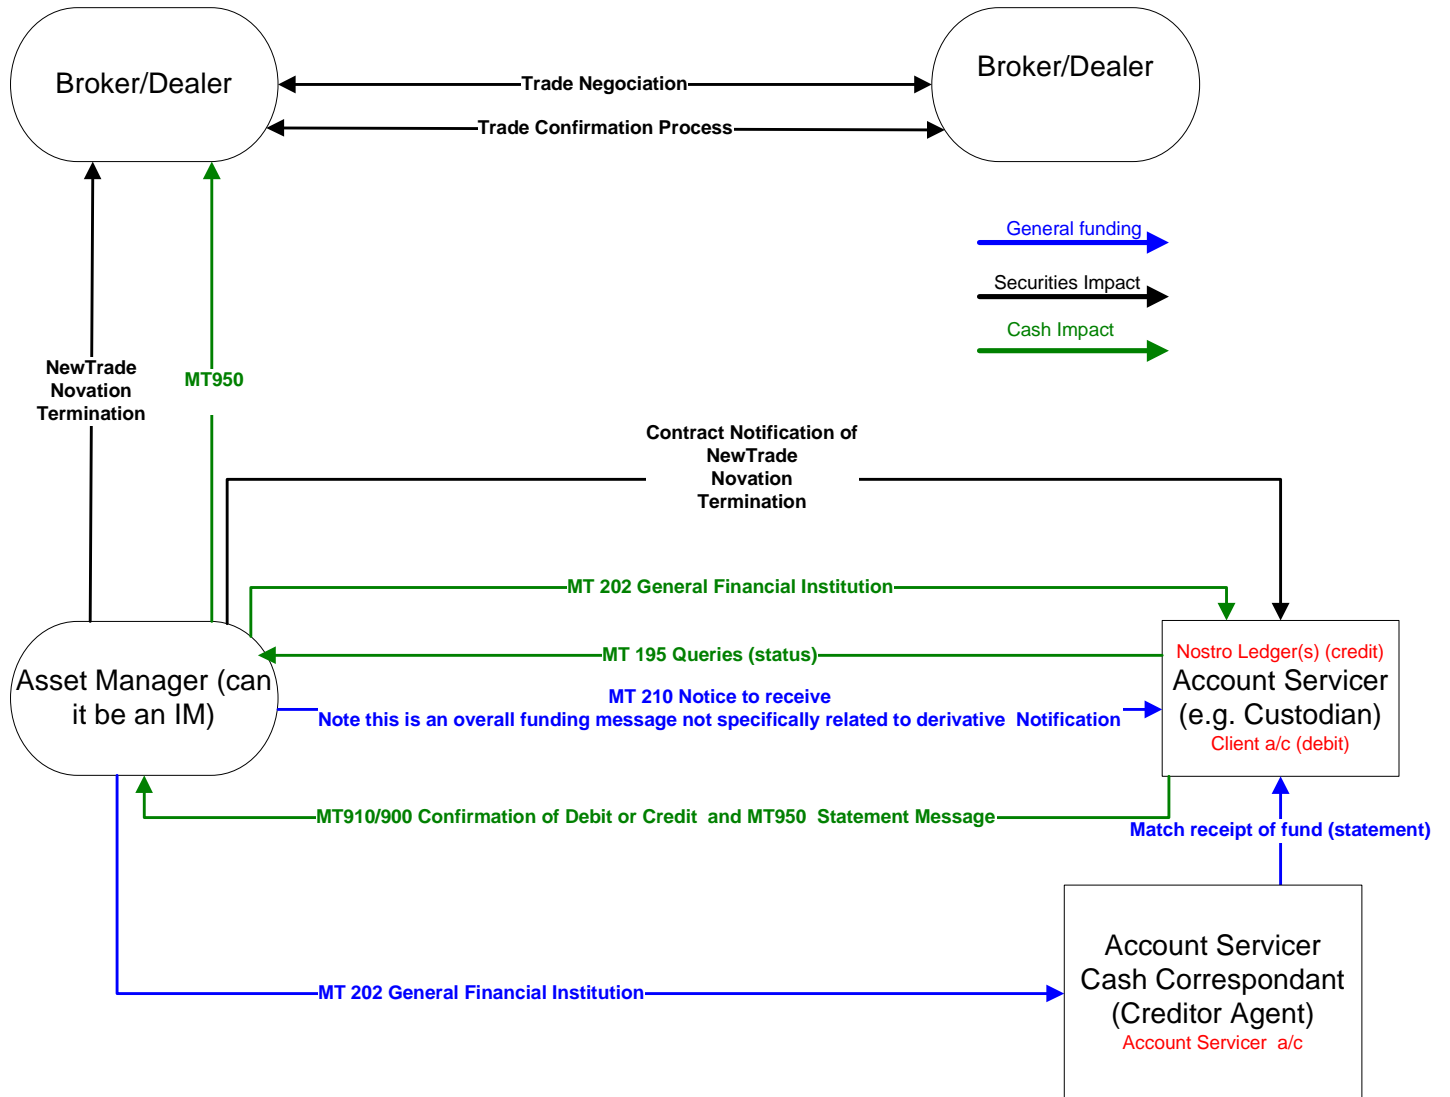 Broker/Dealer
Broker/Dealer
Trade Negociation
Trade Confirmation Process
General funding
Securities Impact
Cash Impact
NewTrade
Novation
Termination
MT950
Contract Notification of
NewTrade
Novation
Termination
MT 202 General Financial Institution
MT 195 Queries (status)
MT 210 Notice to receive
Note this is an overall funding message not specifically related to derivative Notification
Asset Manager (can
it be an IM)
Nostro Ledger(s) (credit)
Account Servicer
(e.g. Custodian)
Client a/c (debit)
MT910/900 Confirmation of Debit or Credit and MT950 Statement Message
Match receipt of fund (statement)
MT 202 General Financial Institution
Account Servicer
Cash Correspondant
(Creditor Agent)
Account Servicer a/c